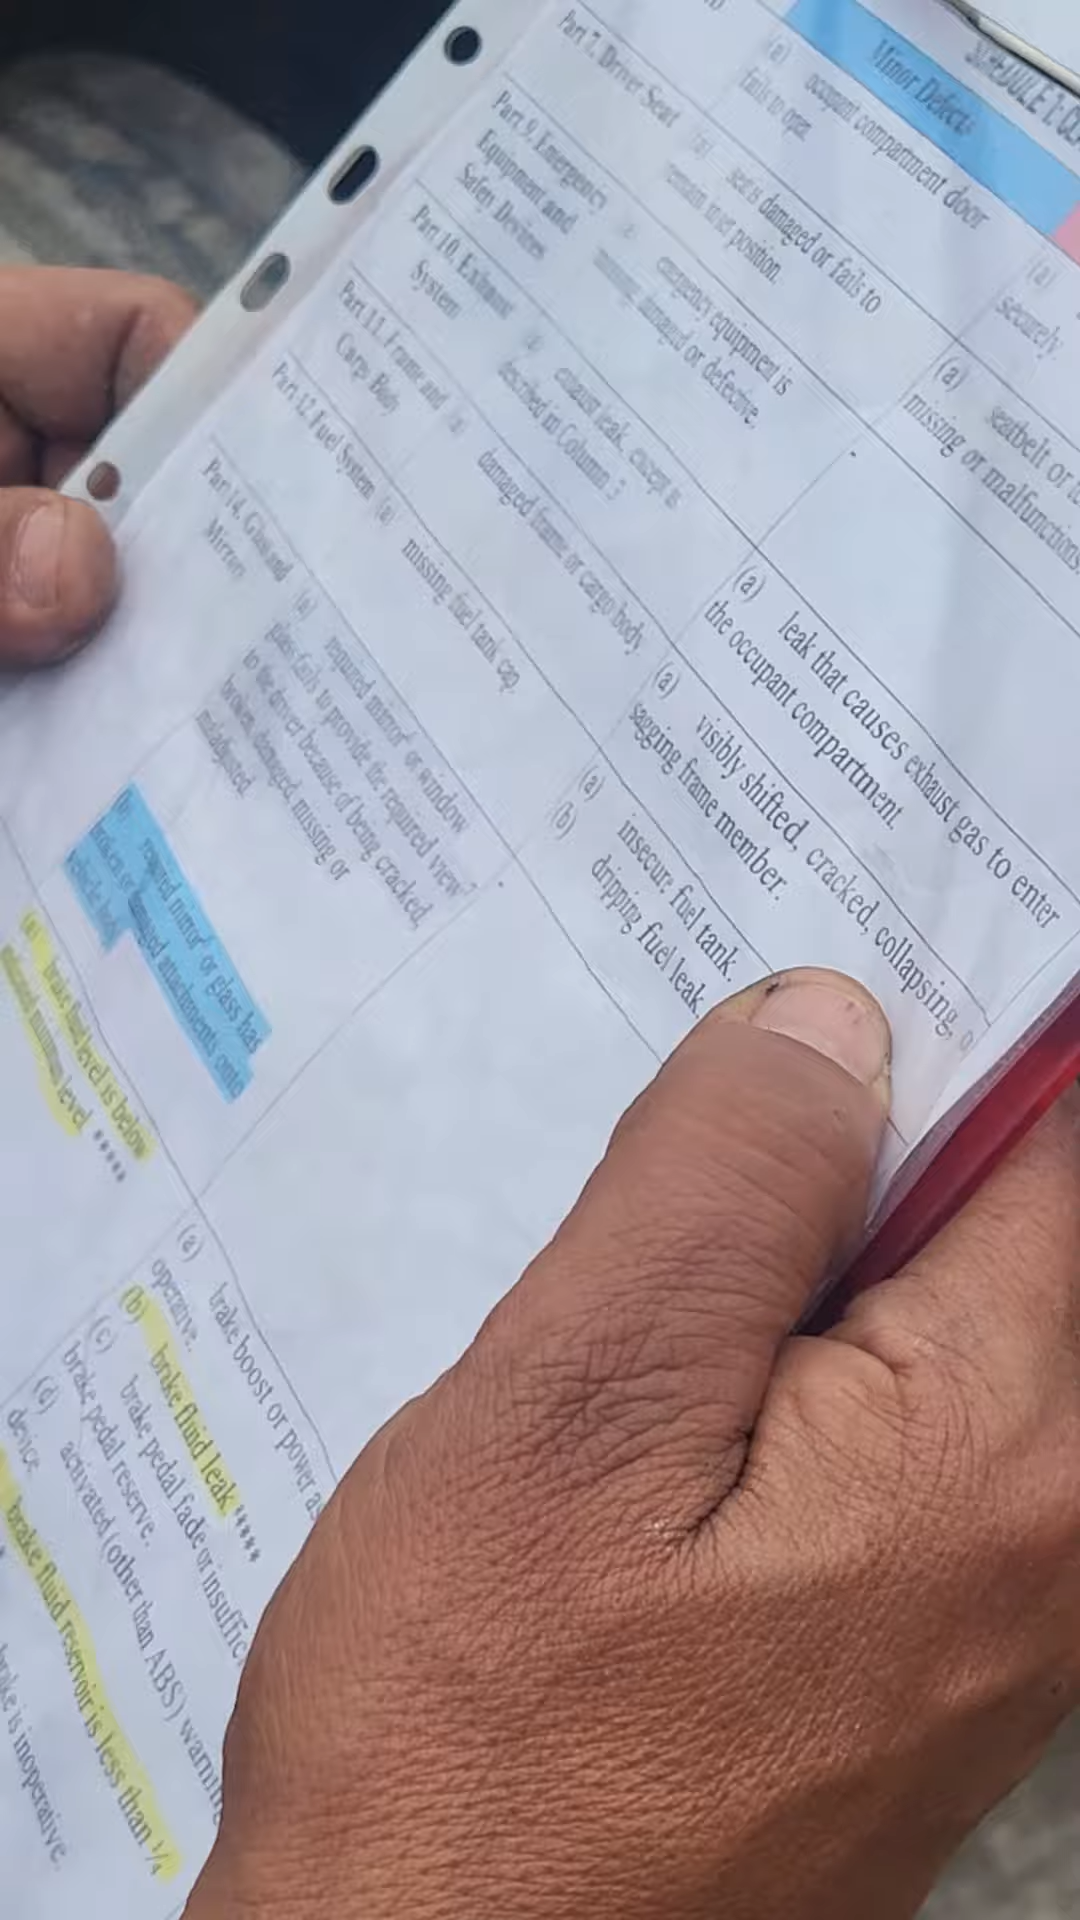 SCHEDULE 1: CL
Minor Defects
(a) occupant compartment door
fails to open.
(a)
securely
Part 7. Driver Seat
(a) seat is damaged or fails to
remain in set position.
(a) seatbelt or t
missing or malfunctions.
Part 9. Emergency
Equipment and
Safety Devices
(a) emergency equipment is
missing, damaged or defective.
Part 10. Exhaust
System
(a) exhaust leak, except as
described in Column 3
(a) leak that causes exhaust gas to enter
the occupant compartment.
Part 11. Frame and
Cargo Body
(a) damaged frame or cargo body.
(a) visibly shifted, cracked, collapsing, o
sagging frame member.
Part 12. Fuel System
(a) missing fuel tank cap.
(a) insecure fuel tank.
(b) dripping fuel leak.
Part 14. Glass and
Mirrors
(a) required mirror or window
glass fails to provide the required view
to the driver because of being cracked,
broken, damaged, missing or
maladjusted.
(b) required mirror or glass has
broken or damaged attachments onto
vehicle body.
(a) brake fluid level is below
indicated minimum level *****
(a) brake boost or power as
operative.
(b) brake fluid leak *****
(c) brake pedal fade or insuffic
brake pedal reserve.
(d) activated (other than ABS) warning
device
brake fluid reservoir is less than ¼
brake is inoperative.